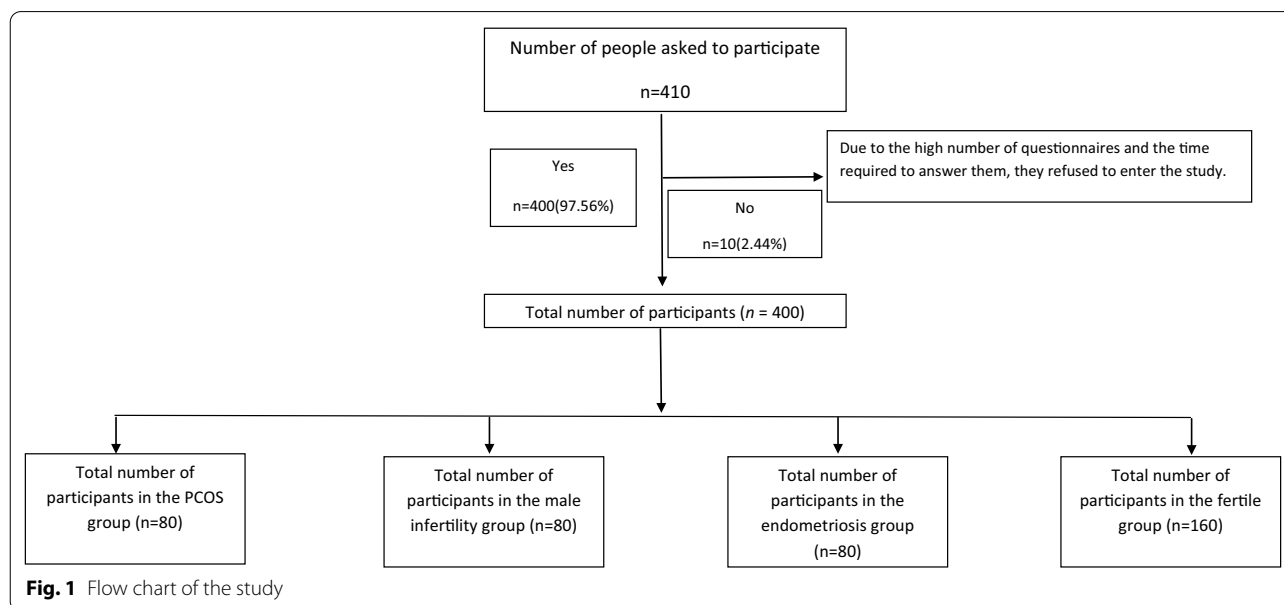 Number of people asked to participate
n=410
Due to the high number of questionnaires and the time
required to answer them, they refused to enter the study.
Yes
n=400(97.56%)
No
n=10(2.44%)
Total number of participants (n = 400)
Total number of
participants in the PCOS
group (n=80)
Total number of
participants in the male
infertility group (n=80)
Total number of
participants in the
endometriosis group
(n=80)
Total number of
participants in the fertile
group (n=160)
Fig. 1 Flow chart of the study